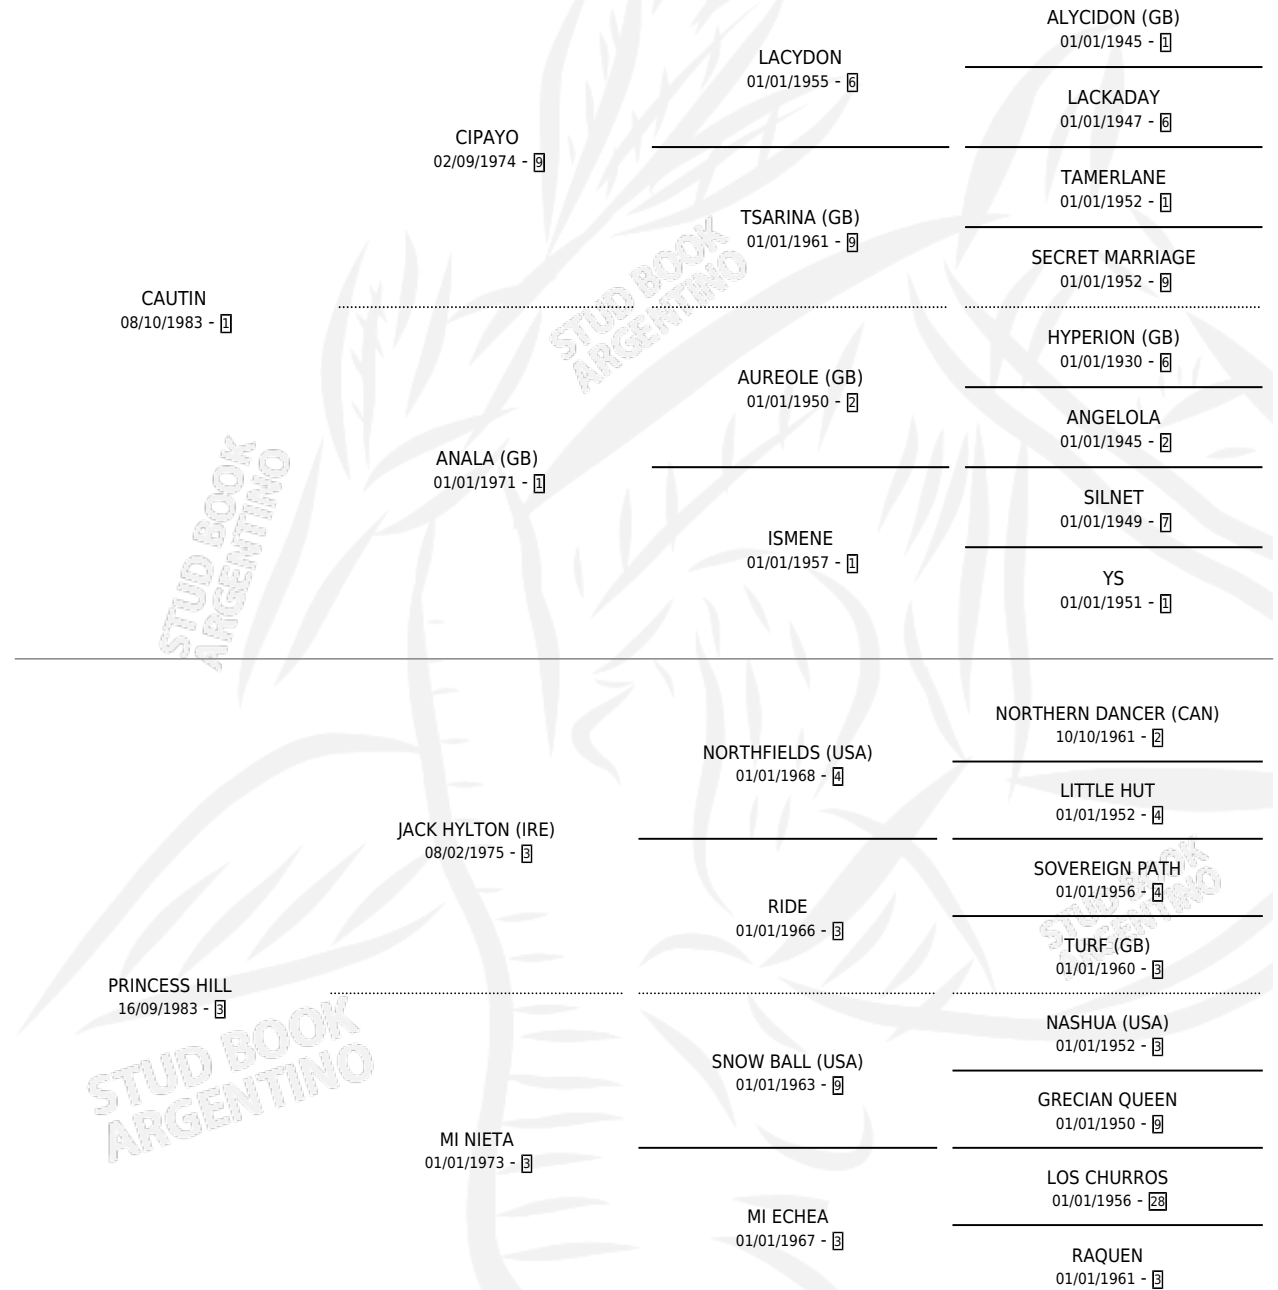 ALYCIDON (GB)
01/01/1945 - 1
LACYDON
01/01/1955 - 6
LACKADAY
01/01/1947 - 6
CIPAYO
02/09/1974 - 9
TAMERLANE
01/01/1952 - 1
TSARINA (GB)
01/01/1961 - 9
SECRET MARRIAGE
01/01/1952 - 9
CAUTIN
08/10/1983 - 1
STUD BOOK
ARGENTINO
HYPERION (GB)
01/01/1930 - 6
AUREOLE (GB)
01/01/1950 - 2
ANGELOLA
01/01/1945 - 2
ANALA (GB)
01/01/1971 - 1
SILNET
01/01/1949 - 7
ISMENE
01/01/1957 - 1
YS
01/01/1951 - 1
STUD BOOK
ARGENTINO
NORTHERN DANCER (CAN)
10/10/1961 - 2
NORTHFIELDS (USA)
01/01/1968 - 4
LITTLE HUT
01/01/1952 - 4
JACK HYLTON (IRE)
08/02/1975 - 3
SOVEREIGN PATH
01/01/1956 - 4
RIDE
01/01/1966 - 3
STUD BOOK
ARGENTINO
TURF (GB)
01/01/1960 - 3
PRINCESS HILL
16/09/1983 - 3
NASHUA (USA)
01/01/1952 - 3
SNOW BALL (USA)
01/01/1963 - 9
GRECIAN QUEEN
01/01/1950 - 9
STUD BOOK
ARGENTINO
MI NIETA
01/01/1973 - 3
LOS CHURROS
01/01/1956 - 28
MI ECHEA
01/01/1967 - 3
RAQUEN
01/01/1961 - 3